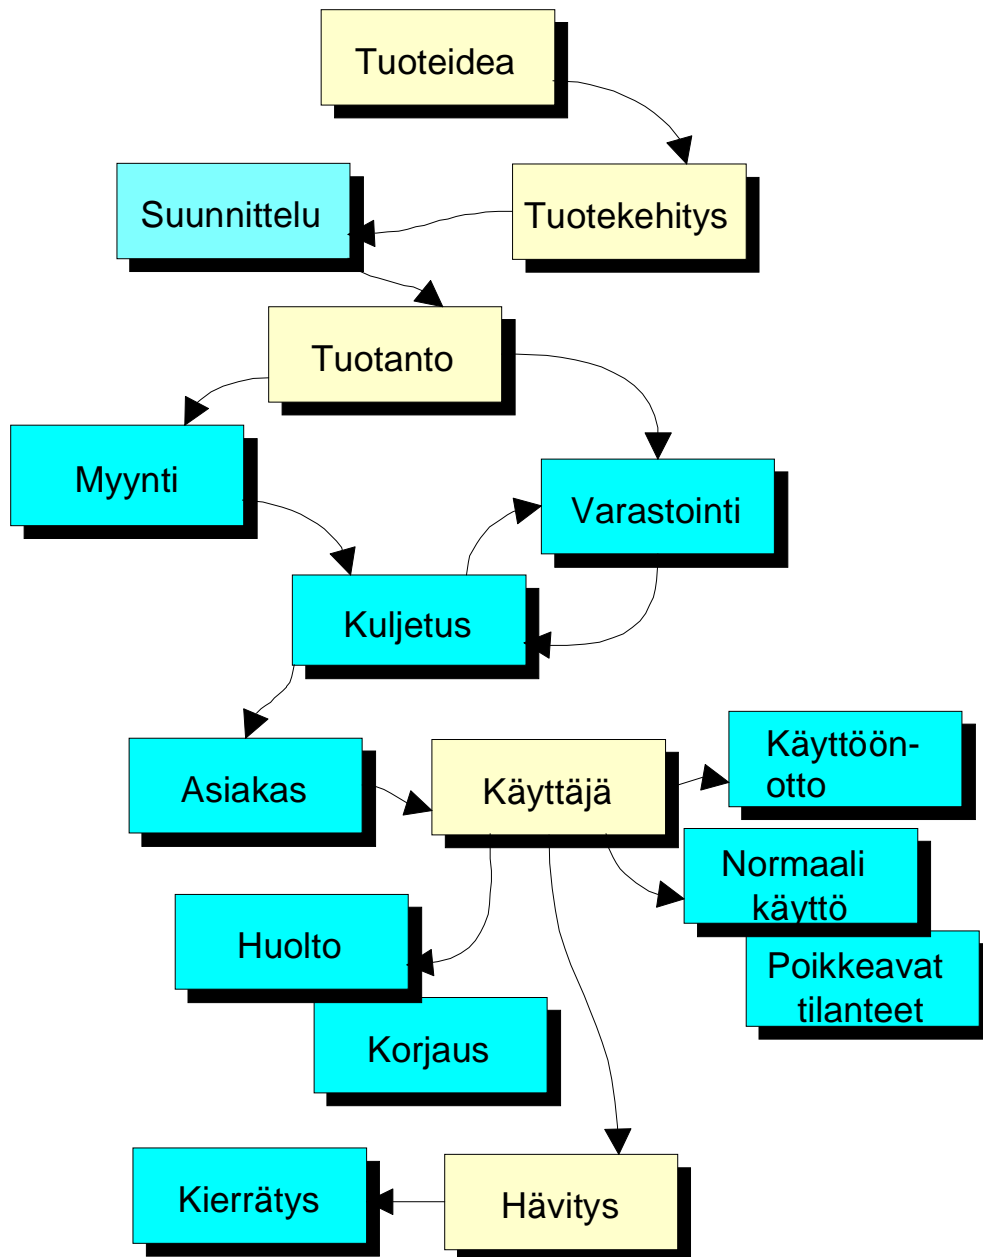 Tuoteidea
Suunnittelu
Tuotekehitys
Tuotanto
Myynti
Varastointi
Kuljetus
Asiakas
Käyttäjä
Käyttöön-
otto
Normaali
käyttö
Huolto
Poikkeavat
tilanteet
Korjaus
Kierrätys
Hävitys